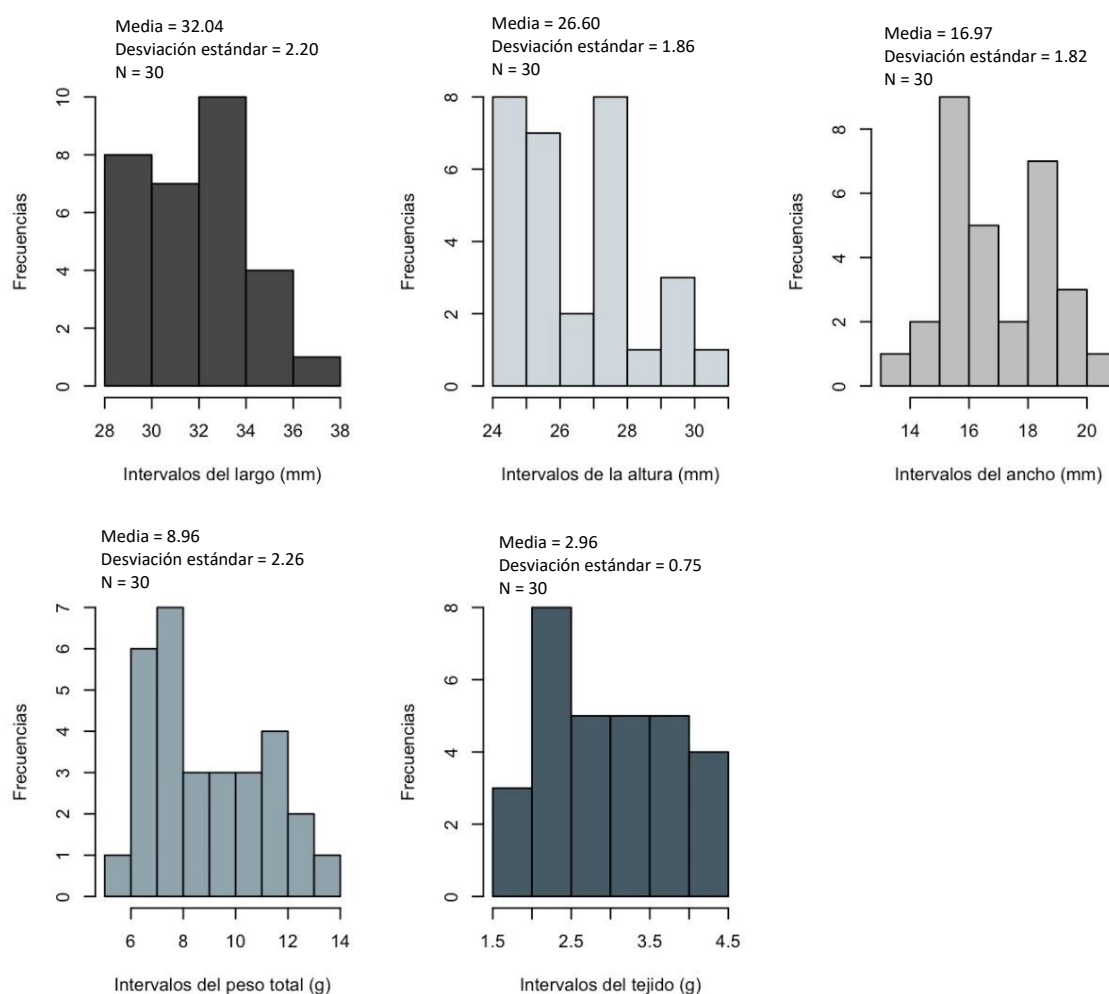 Media = 32.04
Desviación estándar = 2.20
N = 30
10
8
6
4
2
0
Frecuencias
28 30 32 34 36 38
Intervalos del largo (mm)
Media = 26.60
Desviación estándar = 1.86
N = 30
8
6
4
2
0
Frecuencias
24 26 28 30
Intervalos de la altura (mm)
Media = 16.97
Desviación estándar = 1.82
N = 30
8
6
4
2
0
Frecuencias
14 16 18 20
Intervalos del ancho (mm)
Media = 8.96
Desviación estándar = 2.26
N = 30
7
6
5
4
3
2
1
0
Frecuencias
6 8 10 12 14
Intervalos del peso total (g)
Media = 2.96
Desviación estándar = 0.75
N = 30
8
6
4
2
0
Frecuencias
1.5 2.5 3.5 4.5
Intervalos del tejido (g)